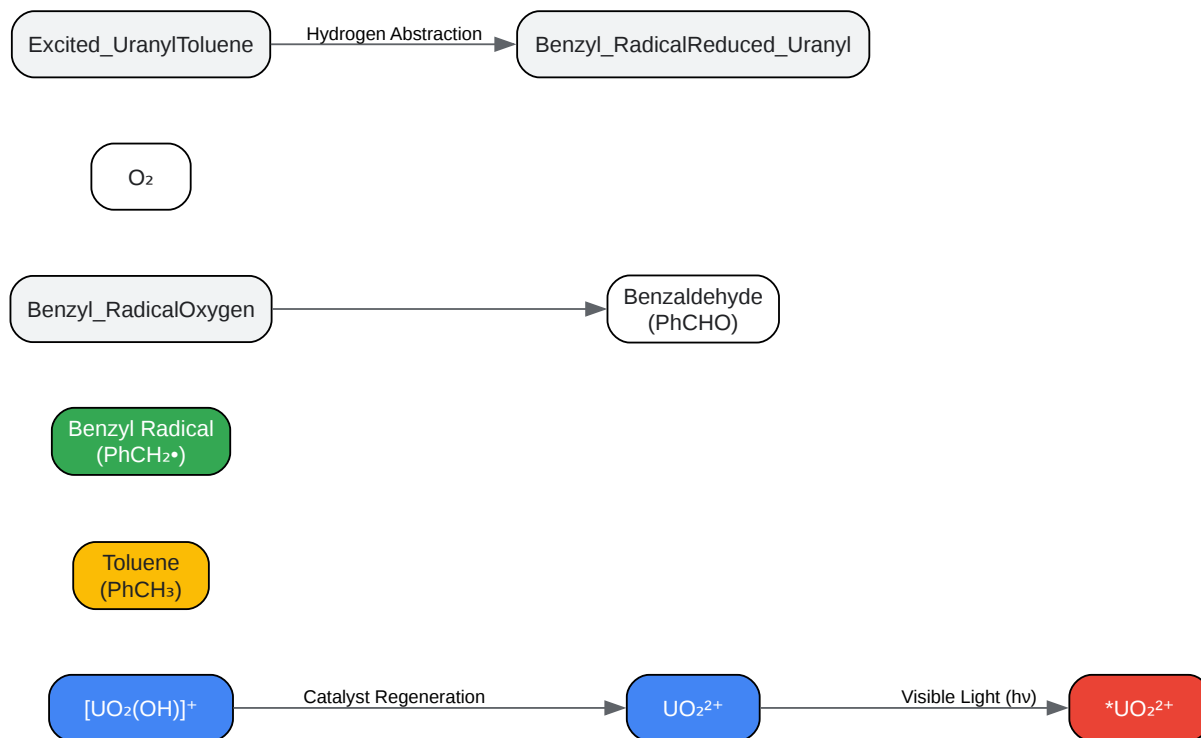 Excited_UranylToluene
Hydrogen Abstraction
Benzyl_RadicalReduced_Uranyl
O₂
Benzyl_RadicalOxygen
Benzaldehyde
(PhCHO)
Benzyl Radical
(PhCH₂•)
Toluene
(PhCH₃)
[UO₂(OH)]⁺
Catalyst Regeneration
UO₂²⁺
Visible Light (hν)
*UO₂²⁺